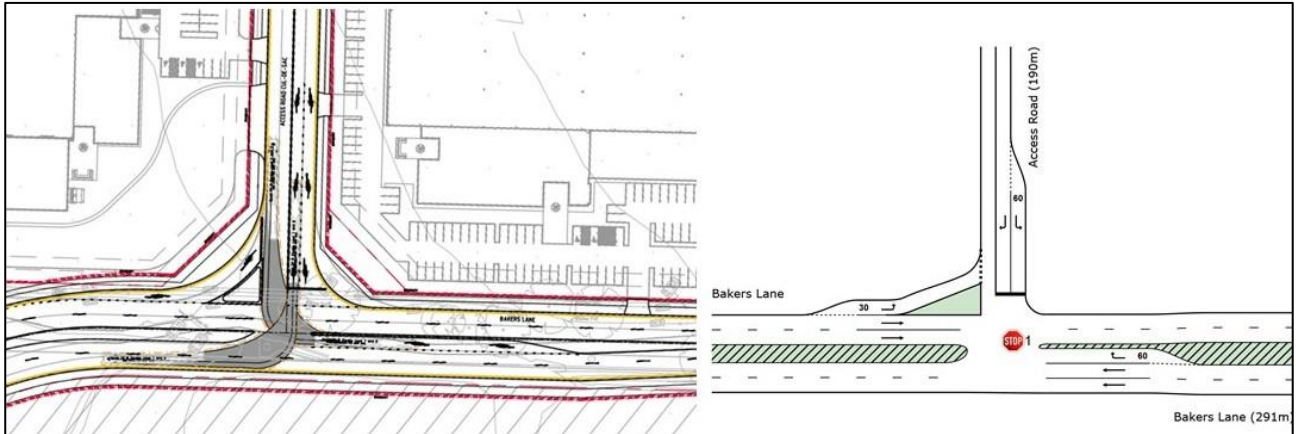 ACCESS ROAD CUL-DE-SAC
BAKERS LANE
Access Road (190m)
60
Bakers Lane
30
STOP
1
60
Bakers Lane (291m)